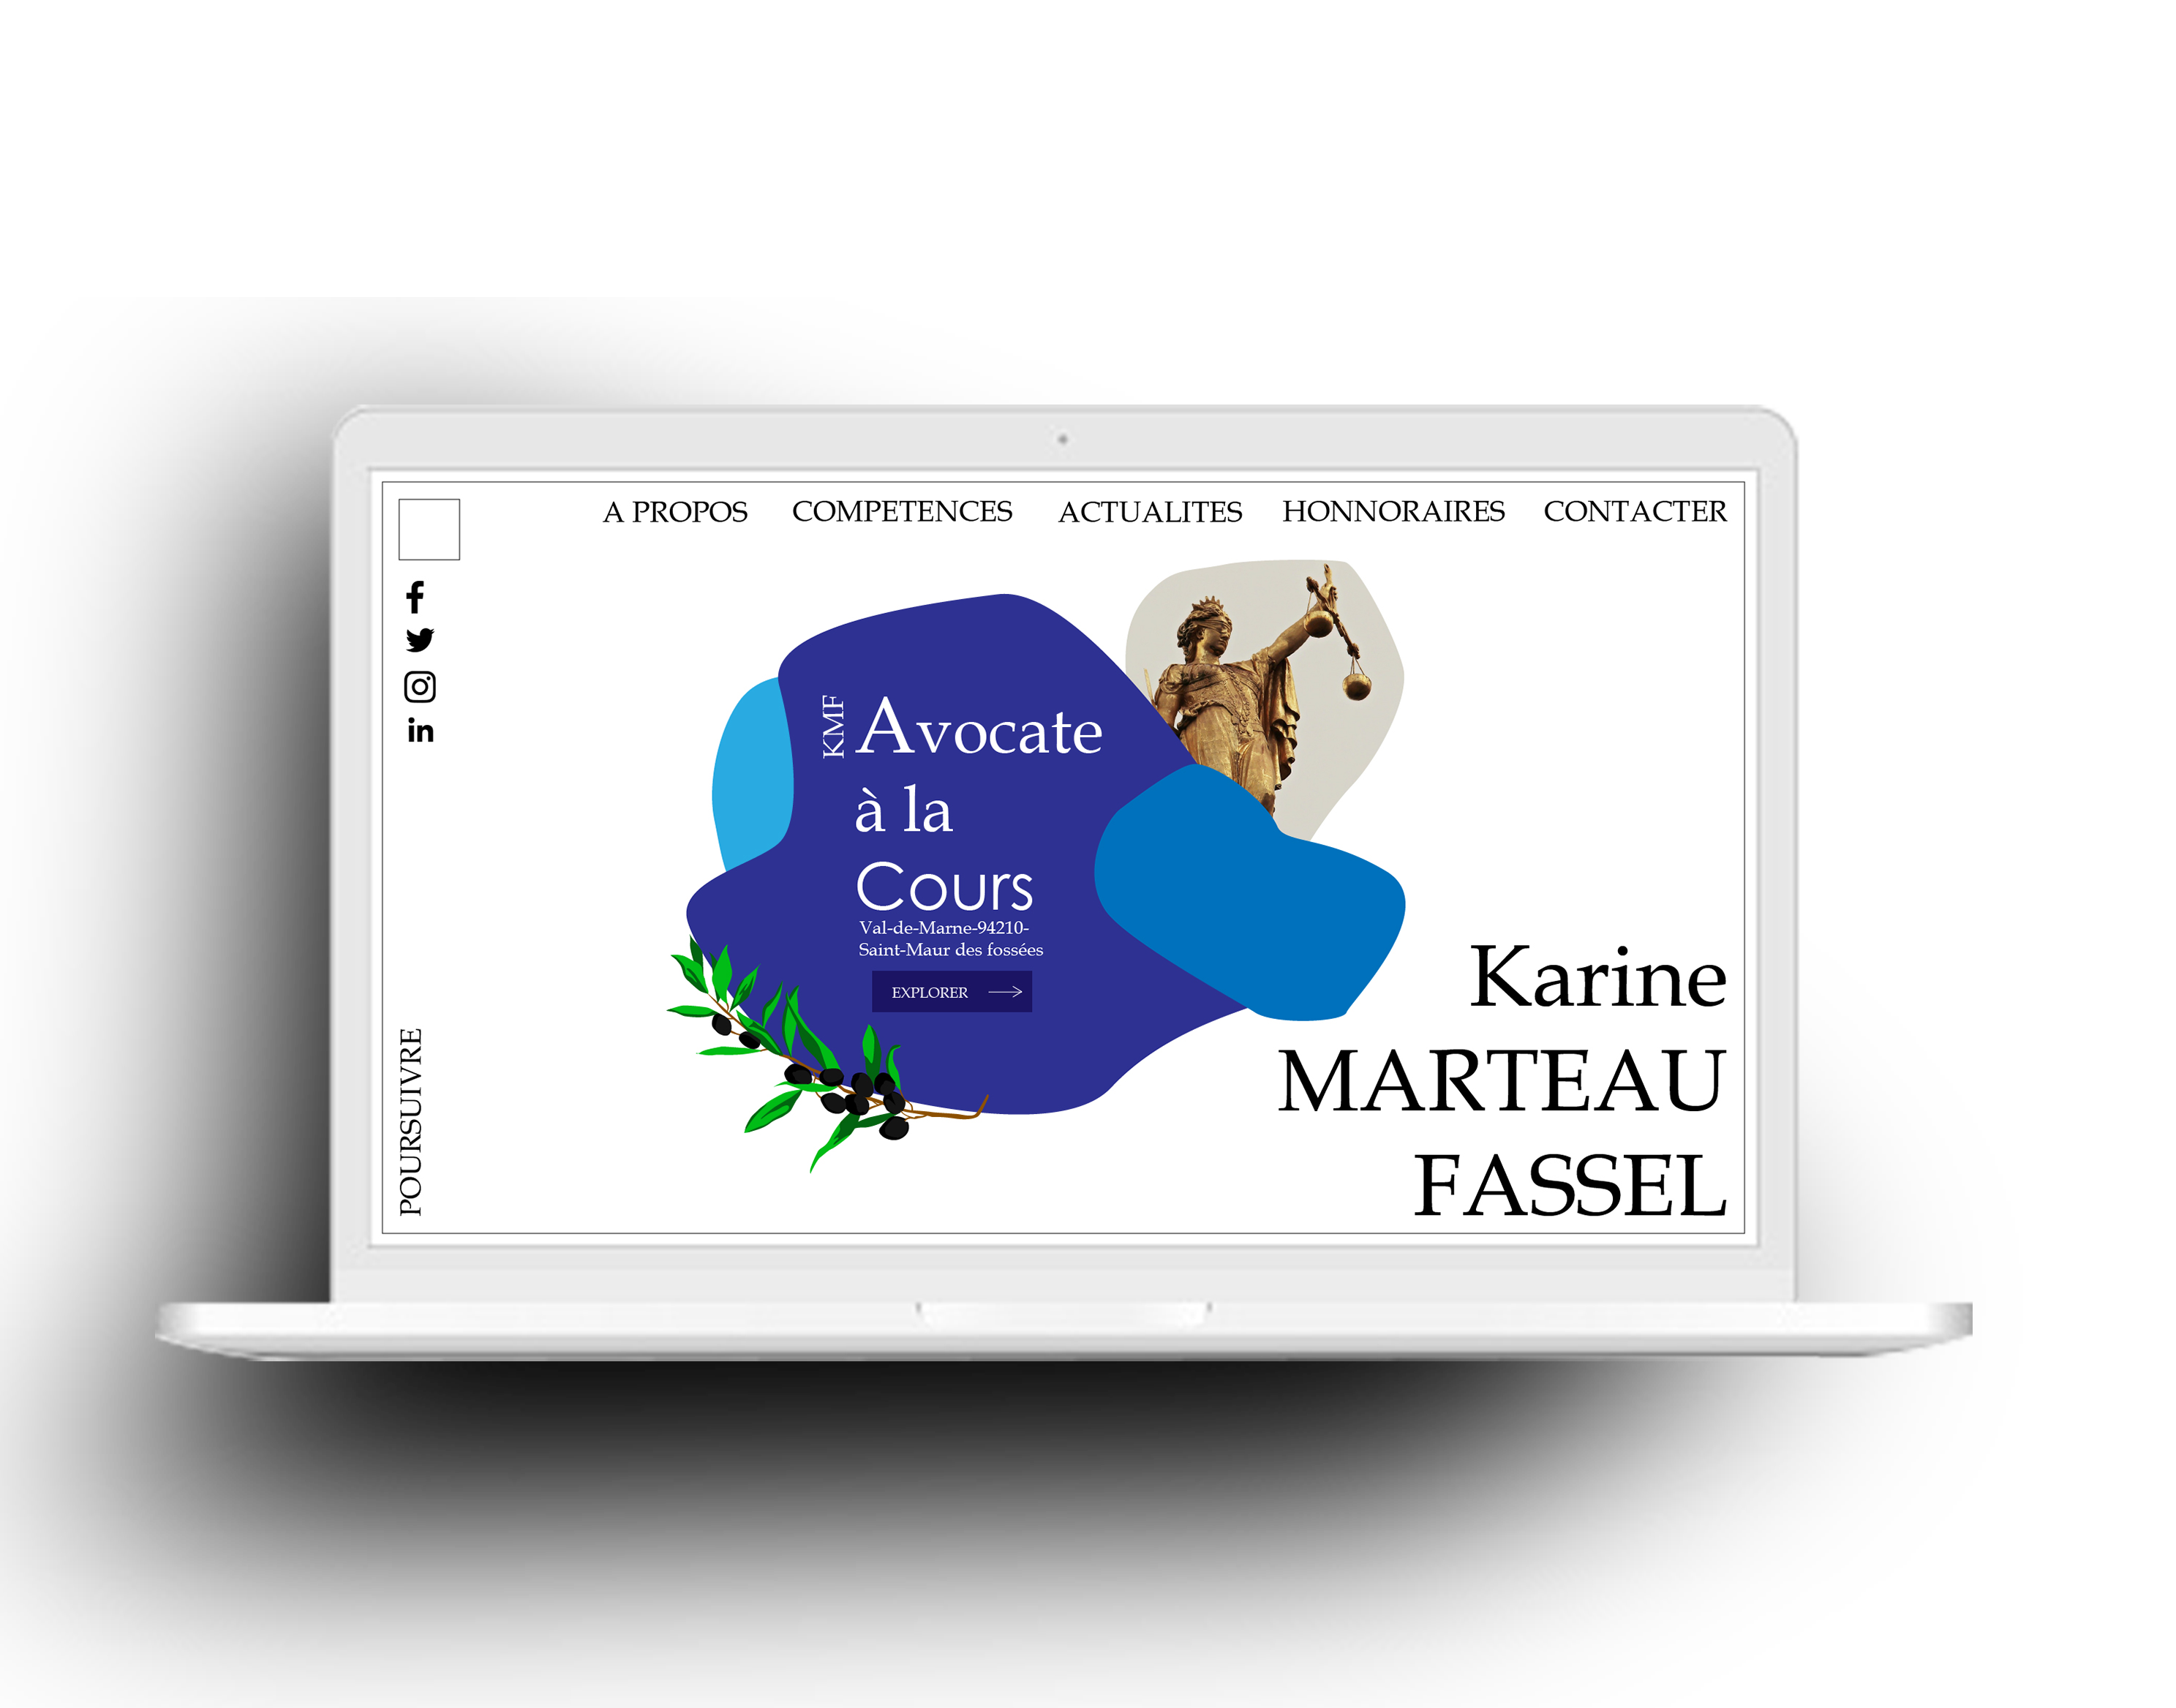 A PROPOS COMPETENCES ACTUALITES HONNORAIRES CONTACTER
KMF
Avocate
à la
Cours
Val-de-Marne-94210-
Saint-Maur des fossées
EXPLORER
POURSUIVRE
Karine
MARTEAU
FASSEL